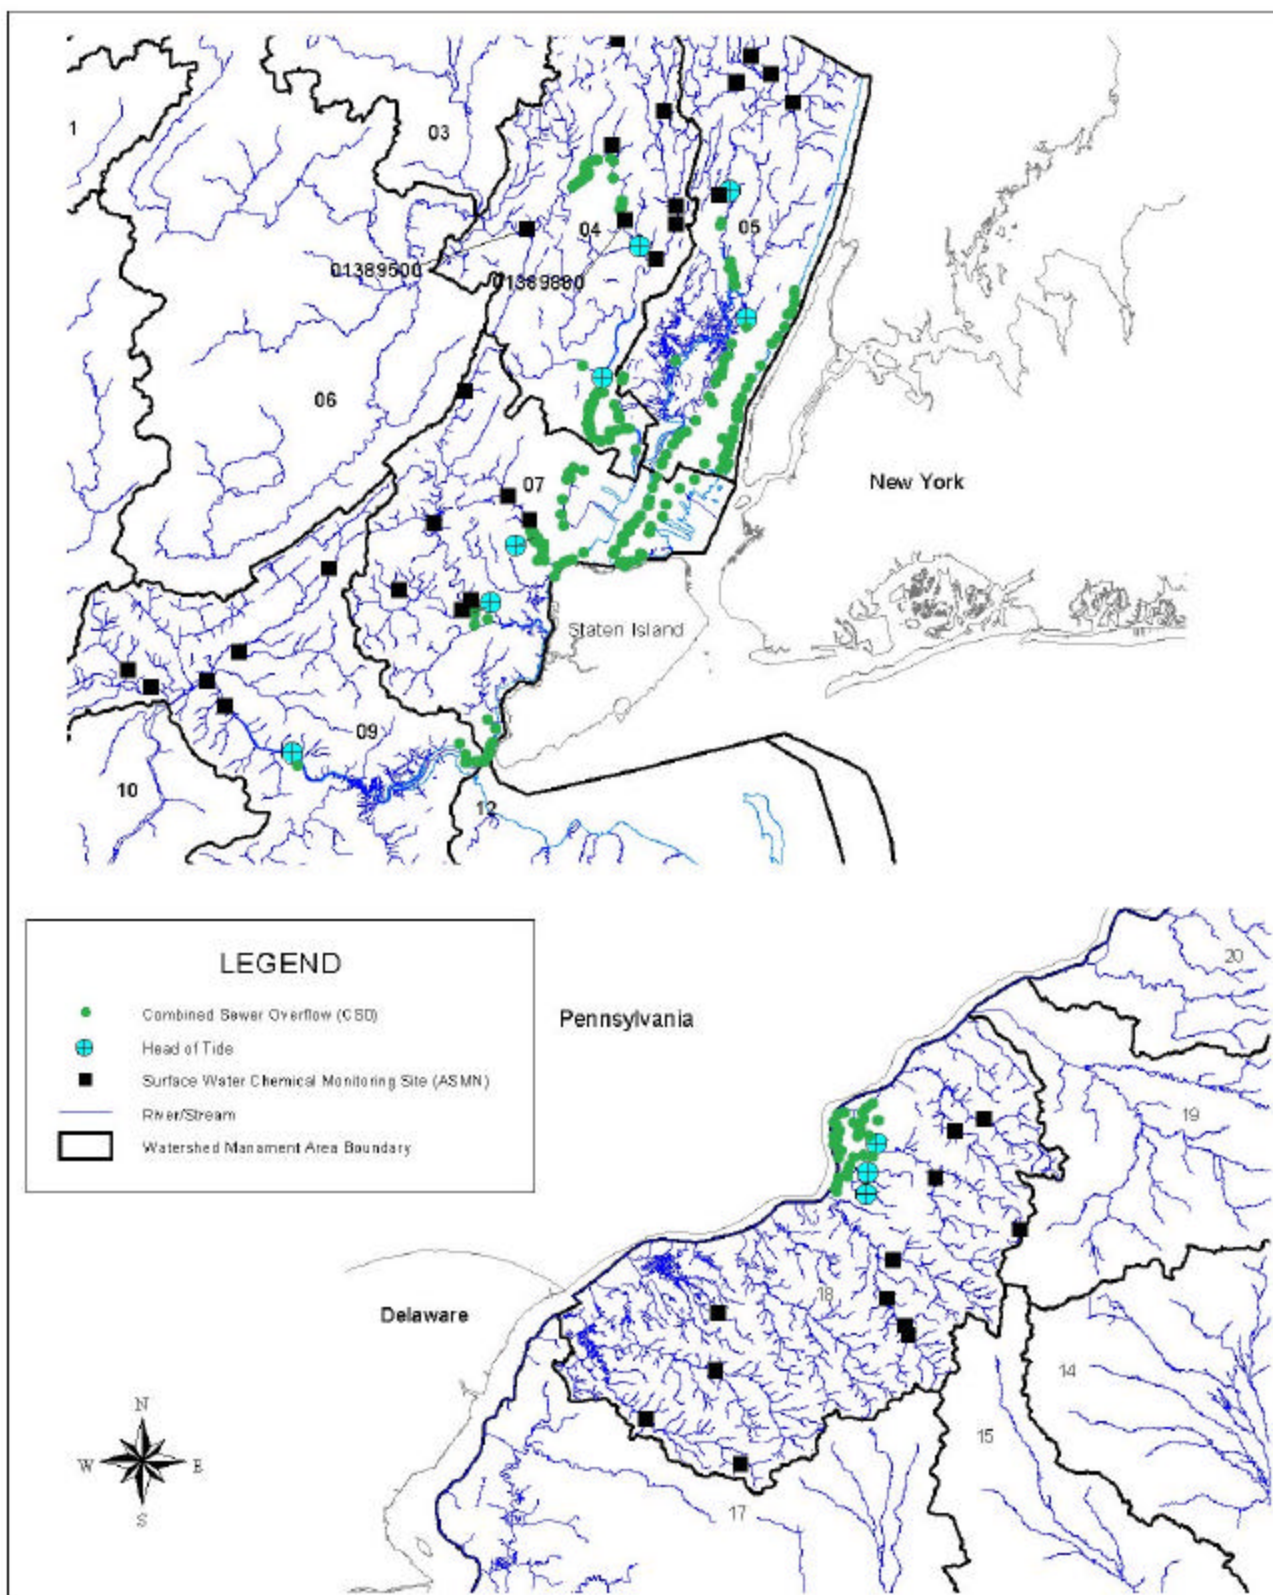 1
03
04
05
01389500
01389880
06
New York
07
Staten Island
09
10
12
LEGEND
Combined Sewer Overflow (CSO)
Head of Tide
Surface Water Chemical Monitoring Site (ASMN)
River/Stream
Watershed Manament Area Boundary
Pennsylvania
20
19
18
Delaware
14
15
17
N
W E
S